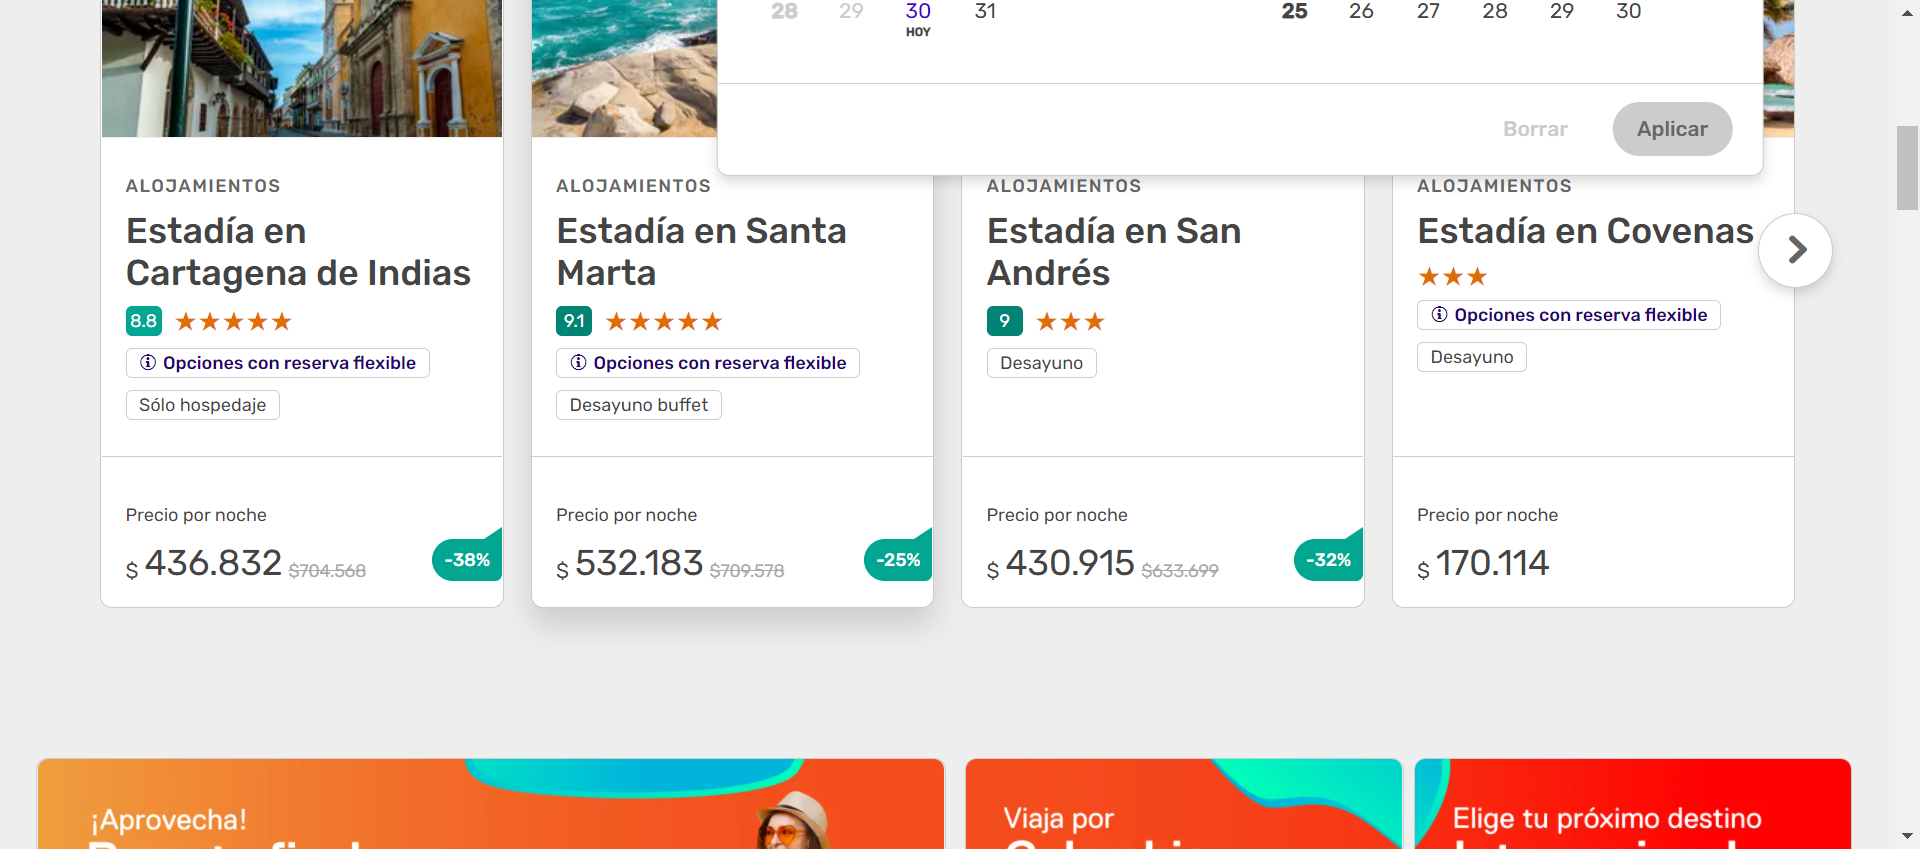 28 29 30 31
HOY
25 26 27 28 29 30
Borrar Aplicar
ALOJAMIENTOS
Estadía en
Cartagena de Indias
8.8
Opciones con reserva flexible
Sólo hospedaje
Precio por noche
$ 436.832 $704.568
-38%
ALOJAMIENTOS
Estadía en Santa
Marta
9.1
Opciones con reserva flexible
Desayuno buffet
Precio por noche
$ 532.183 $709.578
-25%
ALOJAMIENTOS
Estadía en San
Andrés
9
Desayuno
Precio por noche
$ 430.915 $633.699
-32%
ALOJAMIENTOS
Estadía en Covenas
Opciones con reserva flexible
Desayuno
Precio por noche
$ 170.114
¡Aprovecha!
Viaja por
Elige tu próximo destino